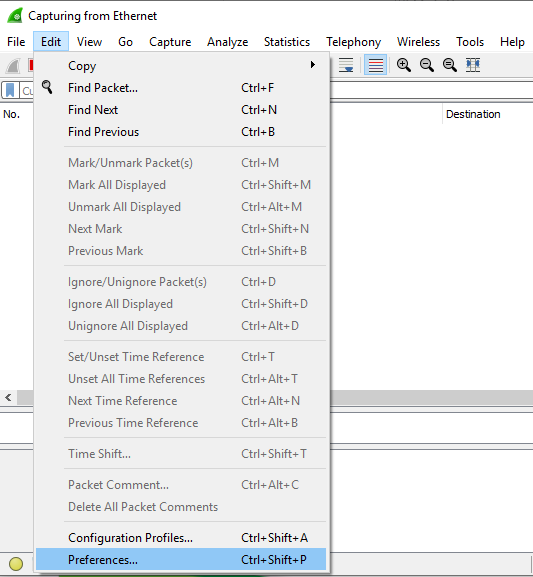 Capturing from Ethernet
File Edit View Go Capture Analyze Statistics Telephony Wireless Tools Help
Copy
Find Packet... Ctrl+F
Find Next Ctrl+N
Find Previous Ctrl+B
No. Destination
Mark/Unmark Packet(s) Ctrl+M
Mark All Displayed Ctrl+Shift+M
Unmark All Displayed Ctrl+Alt+M
Next Mark Ctrl+Shift+N
Previous Mark Ctrl+Shift+B
Ignore/Unignore Packet(s) Ctrl+D
Ignore All Displayed Ctrl+Shift+D
Unignore All Displayed Ctrl+Alt+D
Set/Unset Time Reference Ctrl+T
Unset All Time References Ctrl+Alt+T
Next Time Reference Ctrl+Alt+N
Previous Time Reference Ctrl+Alt+B
Time Shift... Ctrl+Shift+T
Packet Comment... Ctrl+Alt+C
Delete All Packet Comments
Configuration Profiles... Ctrl+Shift+A
Preferences... Ctrl+Shift+P